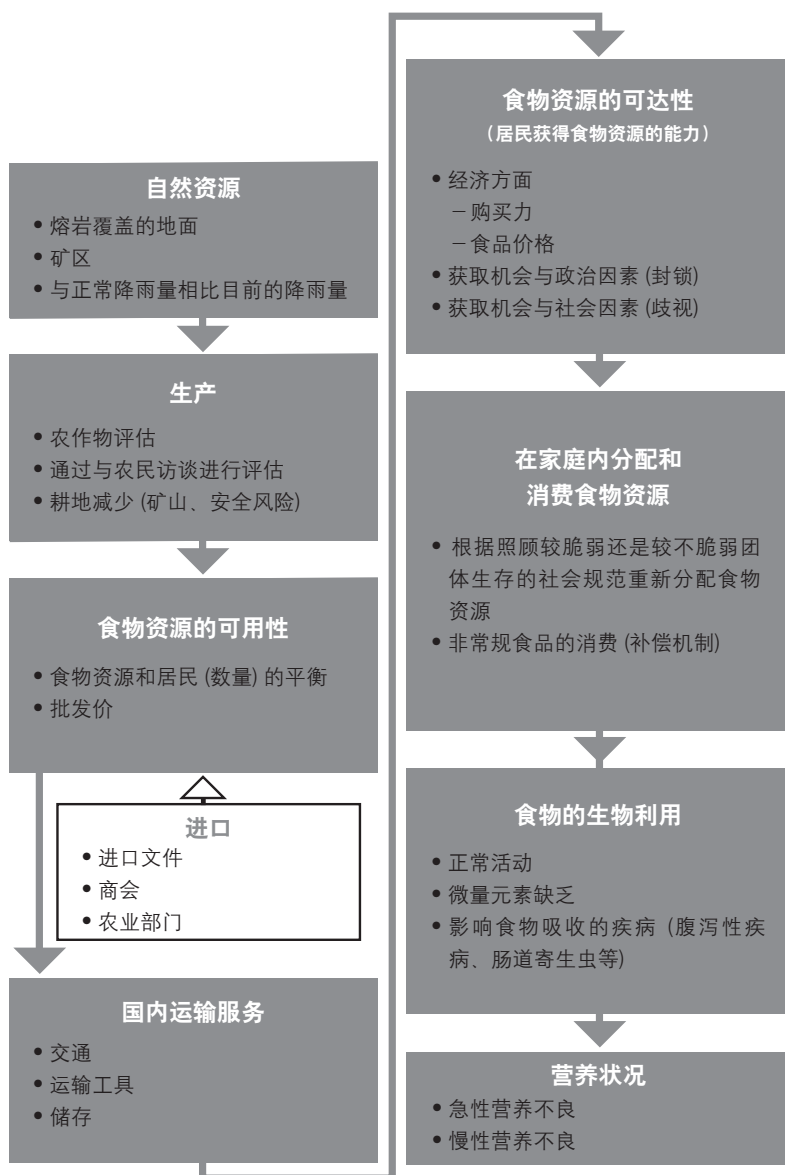 自然资源
• 熔岩覆盖的地面
• 矿区
• 与正常降雨量相比目前的降雨量
生产
• 农作物评估
• 通过与农民访谈进行评估
• 耕地减少 (矿山、安全风险)
食物资源的可用性
• 食物资源和居民 (数量) 的平衡
• 批发价
进口
• 进口文件
• 商会
• 农业部门
国内运输服务
• 交通
• 运输工具
• 储存
食物资源的可达性
(居民获得食物资源的能力)
• 经济方面
– 购买力
– 食品价格
• 获取机会与政治因素 (封锁)
• 获取机会与社会因素 (歧视)
在家庭内分配和
消费食物资源
• 根据照顾较脆弱还是较不脆弱团
体生存的社会规范重新分配食物
资源
• 非常规食品的消费 (补偿机制)
食物的生物利用
• 正常活动
• 微量元素缺乏
• 影响食物吸收的疾病 (腹泻性疾
病、肠道寄生虫等)
营养状况
• 急性营养不良
• 慢性营养不良